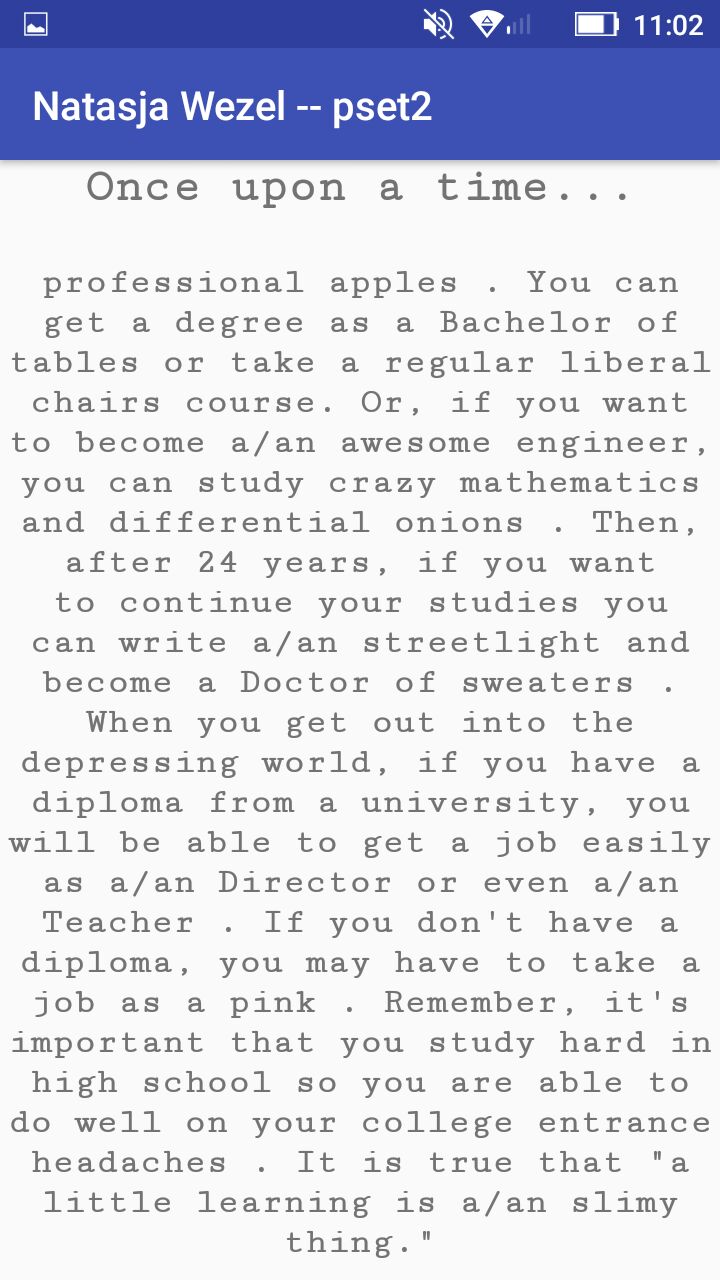 11:02
Natasja Wezel -- pset2
Once upon a time...
professional apples . You can
get a degree as a Bachelor of
tables or take a regular liberal
chairs course. Or, if you want
to become a/an awesome engineer,
you can study crazy mathematics
and differential onions . Then,
after 24 years, if you want
to continue your studies you
can write a/an streetlight and
become a Doctor of sweaters .
When you get out into the
depressing world, if you have a
diploma from a university, you
will be able to get a job easily
as a/an Director or even a/an
Teacher . If you don't have a
diploma, you may have to take a
job as a pink . Remember, it's
important that you study hard in
high school so you are able to
do well on your college entrance
headaches . It is true that "a
little learning is a/an slimy
thing."